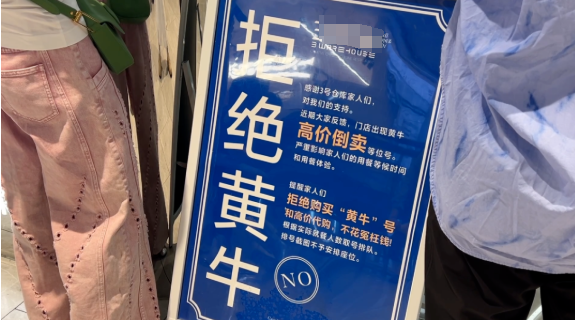 拒绝黄牛
感谢3号仓库家人们,
对我们的支持。
近期大家反馈,门店出现黄牛
高价倒卖等位号。
严重影响家人们的用餐等候时间
和用餐体验。
提醒家人们
拒绝购买“黄牛”号
和高价代购,不花冤枉钱!
根据实际就餐人数取号排队。
排号截图不予安排座位。
NO